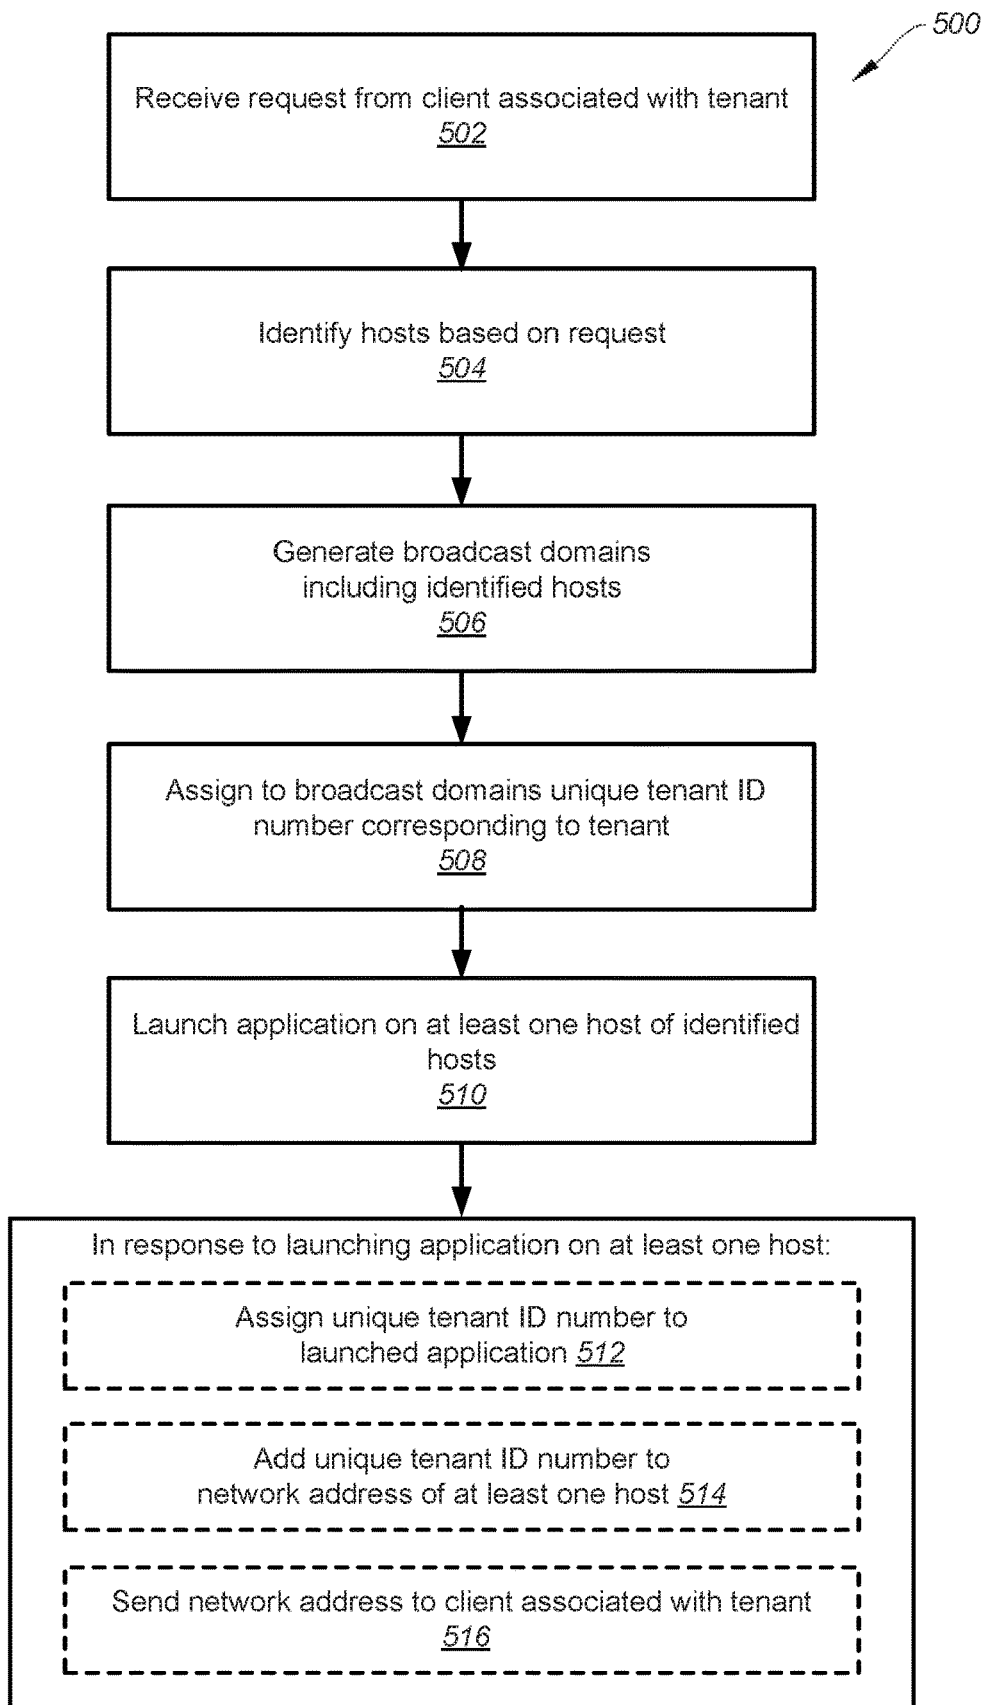 500
Receive request from client associated with tenant
502
Identify hosts based on request
504
Generate broadcast domains
including identified hosts
506
Assign to broadcast domains unique tenant ID
number corresponding to tenant
508
Launch application on at least one host of identified
hosts
510
In response to launching application on at least one host:
Assign unique tenant ID number to
launched application 512
Add unique tenant ID number to
network address of at least one host 514
Send network address to client associated with tenant
516